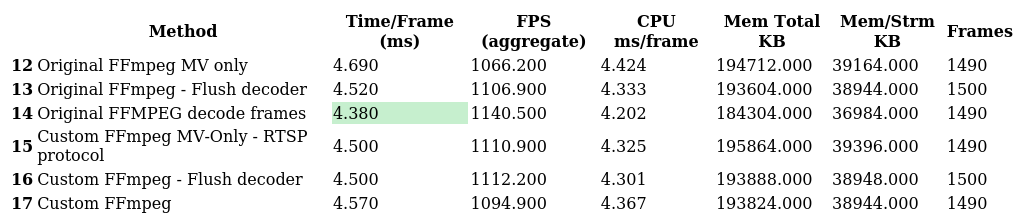 Method Time/Frame (ms) FPS (aggregate) CPU ms/frame Mem Total KB Mem/Strm KB Frames
12 Original FFmpeg MV only 4.690 1066.200 4.424 194712.000 39164.000 1490
13 Original FFmpeg - Flush decoder 4.520 1106.900 4.333 193604.000 38944.000 1500
14 Original FFMPEG decode frames 4.380 1140.500 4.202 184304.000 36984.000 1490
15 Custom FFmpeg MV-Only - RTSP protocol 4.500 1110.900 4.325 195864.000 39396.000 1490
16 Custom FFmpeg - Flush decoder 4.500 1112.200 4.301 193888.000 38948.000 1500
17 Custom FFmpeg 4.570 1094.900 4.367 193824.000 38944.000 1490